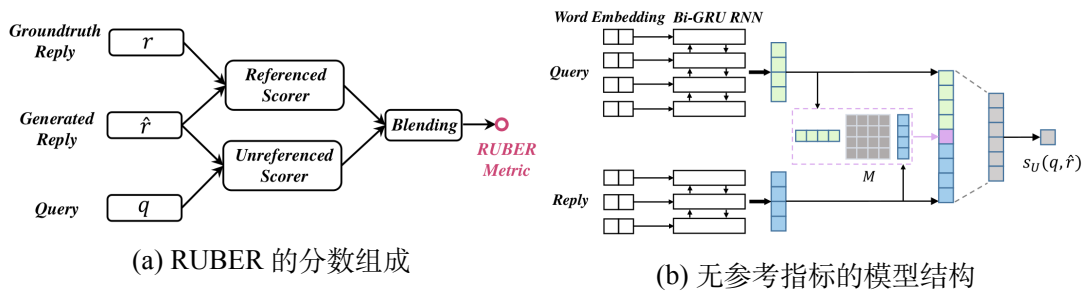 Groundtruth
Reply
r
Referenced
Scorer
Generated
Reply
r̂
Blending
RUBER
Metric
Unreferenced
Scorer
Query
q
(a) RUBER 的分数组成
Word Embedding Bi-GRU RNN
Query
M
s_U(q,r̂)
Reply
(b) 无参考指标的模型结构